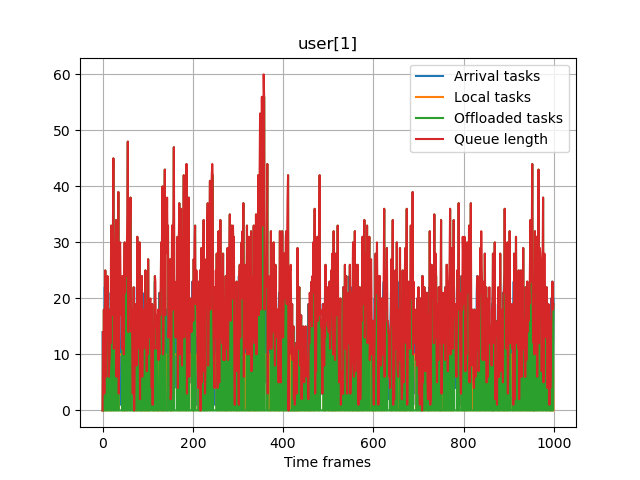 user[1]
Arrival tasks
Local tasks
Offloaded tasks
Queue length
60
50
40
30
20
10
0
0 200 400 600 800 1000
Time frames